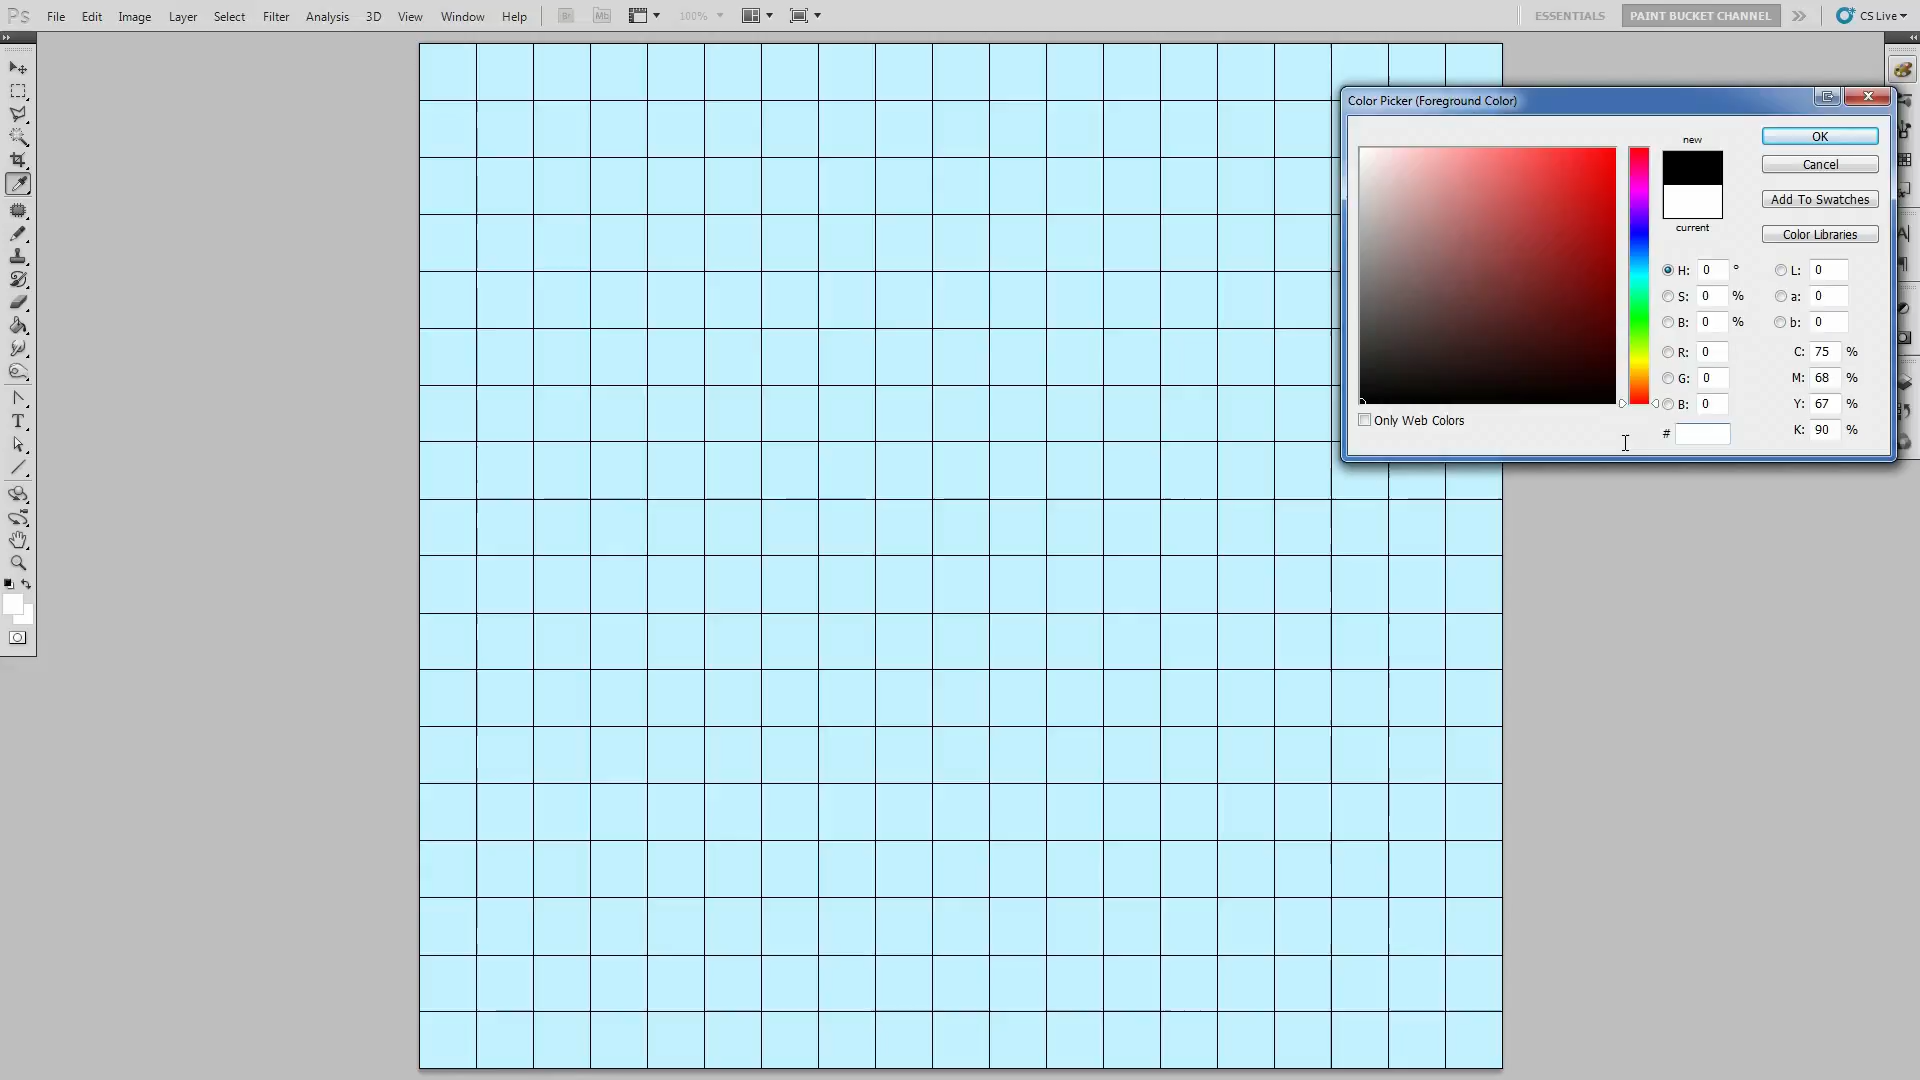 Ps File Edit Image Layer Select Filter Analysis 3D View Window Help Br Mb 100% ESSENTIALS PAINT BUCKET CHANNEL CS Live
Color Picker (Foreground Color)
new
OK
Cancel
Add To Swatches
current
Color Libraries
H: 0 ° L: 0
S: 0 % a: 0
B: 0 % b: 0
R: 0 C: 75 %
G: 0 M: 68 %
B: 0 Y: 67 %
Only Web Colors
# K: 90 %
T